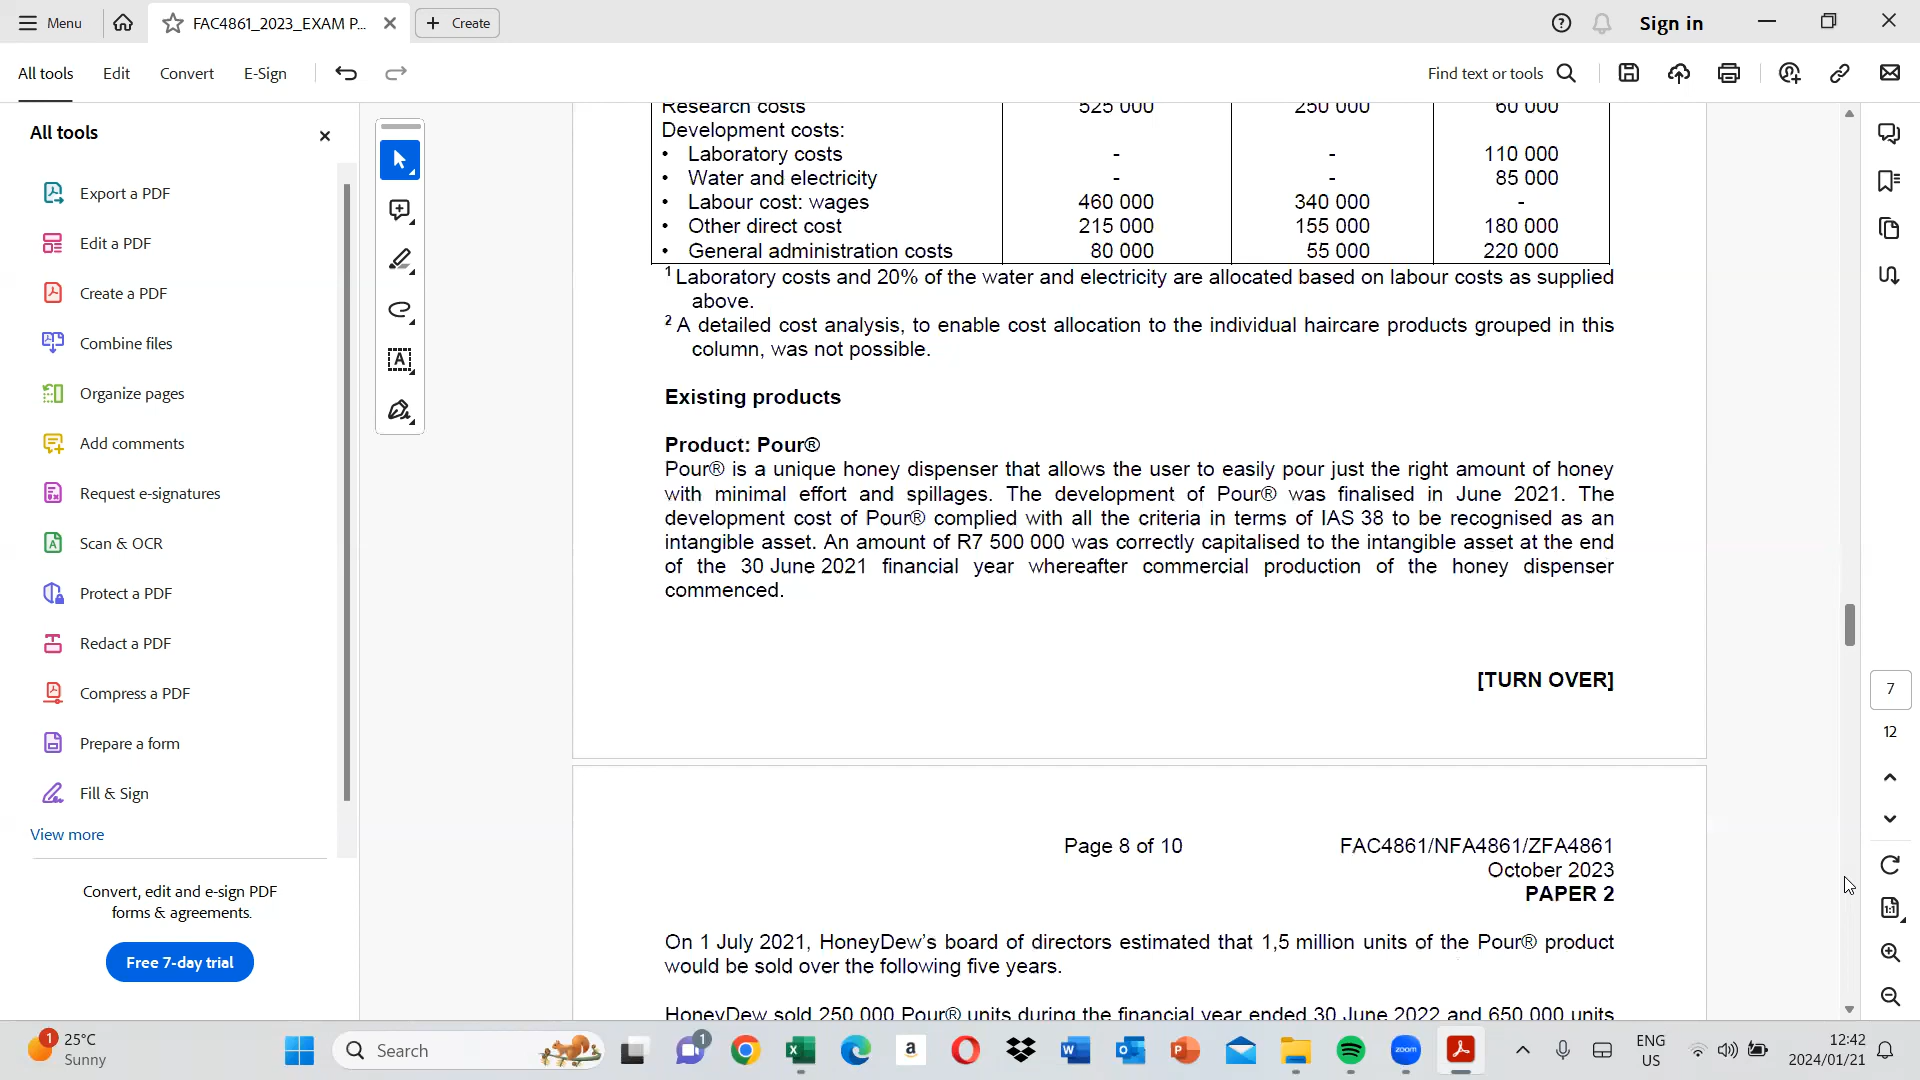 Menu
FAC4861_2023_EXAM P...
Create
Sign in
All tools
Edit
Convert
E-Sign
Find text or tools
All tools
Export a PDF
Edit a PDF
Create a PDF
Combine files
Organize pages
Add comments
Request e-signatures
Scan & OCR
Protect a PDF
Redact a PDF
Compress a PDF
Prepare a form
Fill & Sign
View more
Convert, edit and e-sign PDF
forms & agreements.
Free 7-day trial
Research costs 525 000 250 000 60 000
Development costs:
• Laboratory costs - - 110 000
• Water and electricity - - 85 000
• Labour cost: wages 460 000 340 000 -
• Other direct cost 215 000 155 000 180 000
• General administration costs 80 000 55 000 220 000
1 Laboratory costs and 20% of the water and electricity are allocated based on labour costs as supplied
above.
2 A detailed cost analysis, to enable cost allocation to the individual haircare products grouped in this
column, was not possible.
Existing products
Product: Pour®
Pour® is a unique honey dispenser that allows the user to easily pour just the right amount of honey
with minimal effort and spillages. The development of Pour® was finalised in June 2021. The
development cost of Pour® complied with all the criteria in terms of IAS 38 to be recognised as an
intangible asset. An amount of R7 500 000 was correctly capitalised to the intangible asset at the end
of the 30 June 2021 financial year whereafter commercial production of the honey dispenser
commenced.
[TURN OVER]
Page 8 of 10 FAC4861/NFA4861/ZFA4861
October 2023
PAPER 2
On 1 July 2021, HoneyDew's board of directors estimated that 1,5 million units of the Pour® product
would be sold over the following five years.
HoneyDew sold 250 000 Pour® units during the financial year ended 30 June 2022 and 650 000 units
7
12
1:1
1
25°C
Sunny
Search
1
a
W
zoom
ENG
US
12:42
2024/01/21